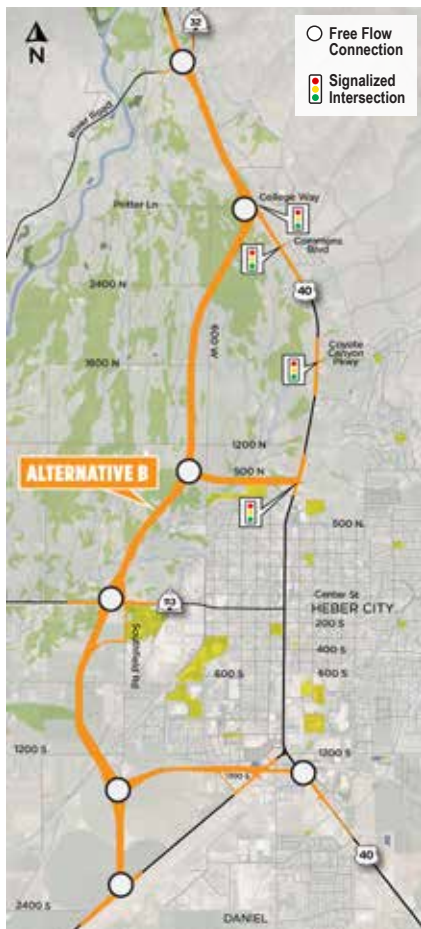 32
Free Flow
Connection
N
Signalized
Intersection
River Road
Potter Ln
College Way
Commons
Blvd
2400 N
40
600 W
Coyote
Canyon
Pkwy
1800 N
1200 N
500 N
ALTERNATIVE B
500 N.
113
Center St
HEBER CITY
200 S
Southfield Rd
400 S
600 S
600 S
1200 S
1200 S
40
2400 S
DANIEL